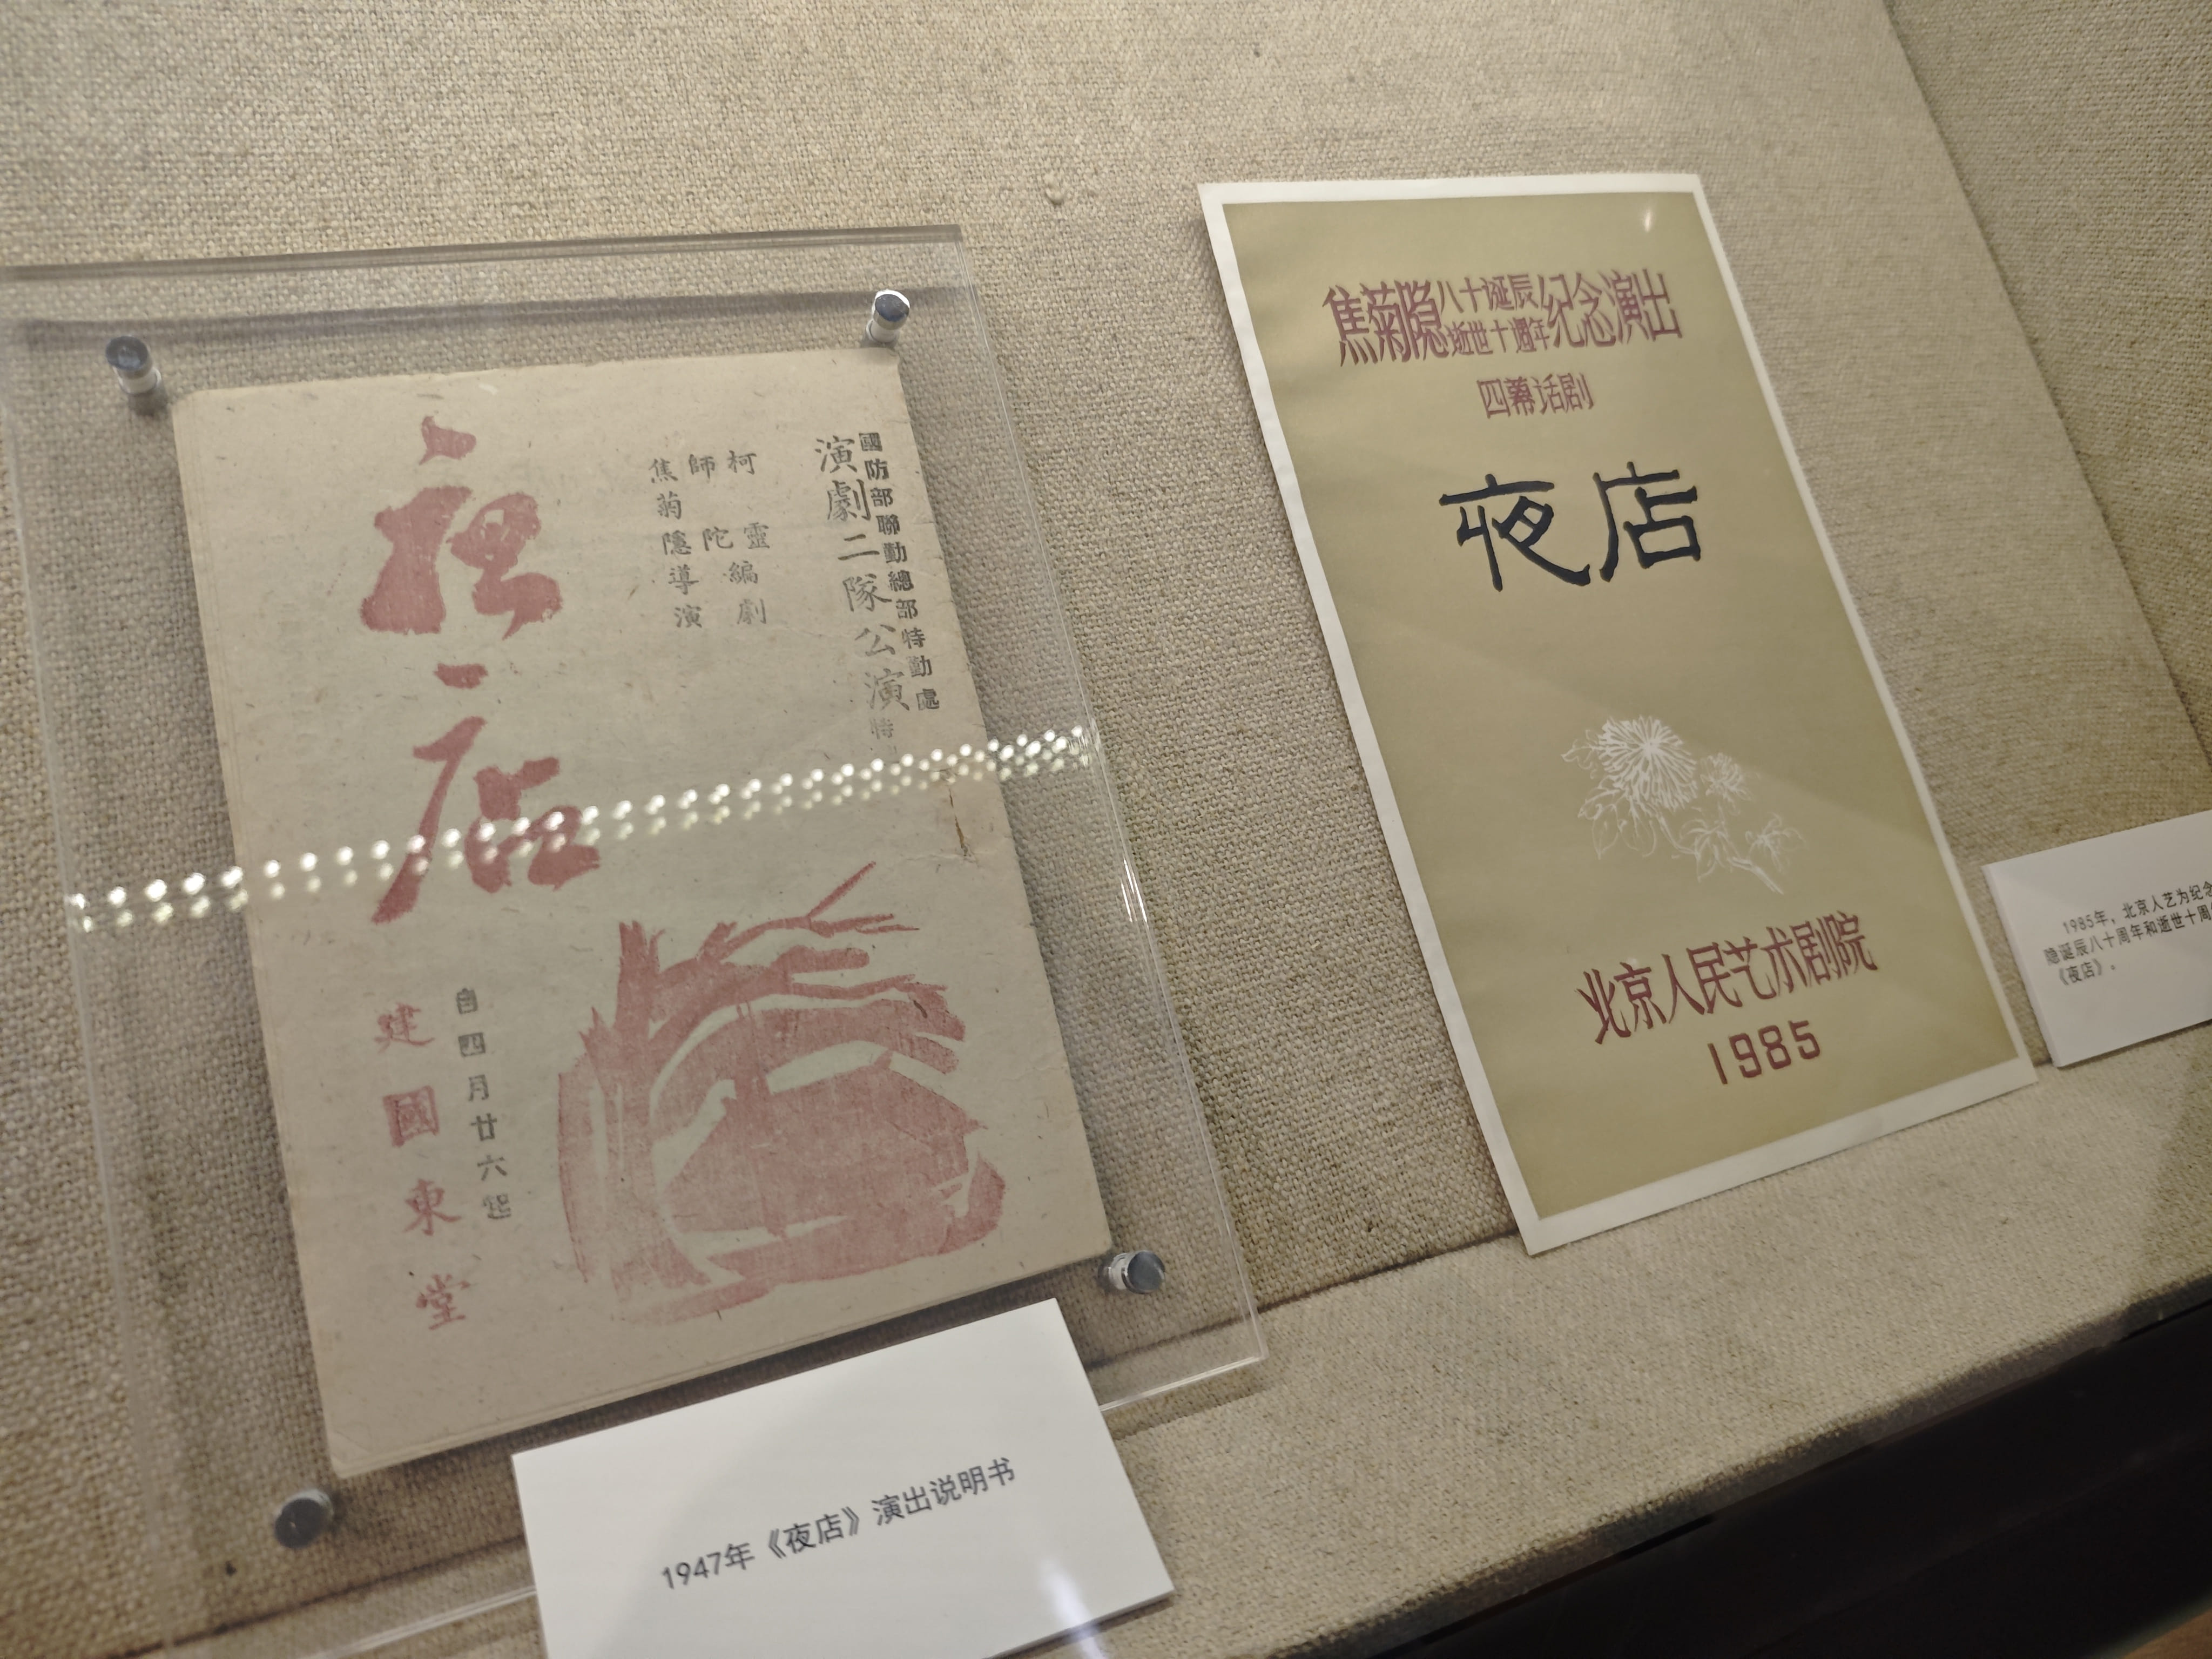 國防部聯勤總部特勤處
演劇二隊公演特
柯靈
師陀編劇
焦菊隱導演
夜店
自四月廿六起
建國東堂
1947年《夜店》演出说明书
焦菊隐八十诞辰逝世十週年纪念演出
四幕话剧
夜店
北京人民艺术剧院
1985
1985年，北京人艺为纪念
隐诞辰八十周年和逝世十周
《夜店》。